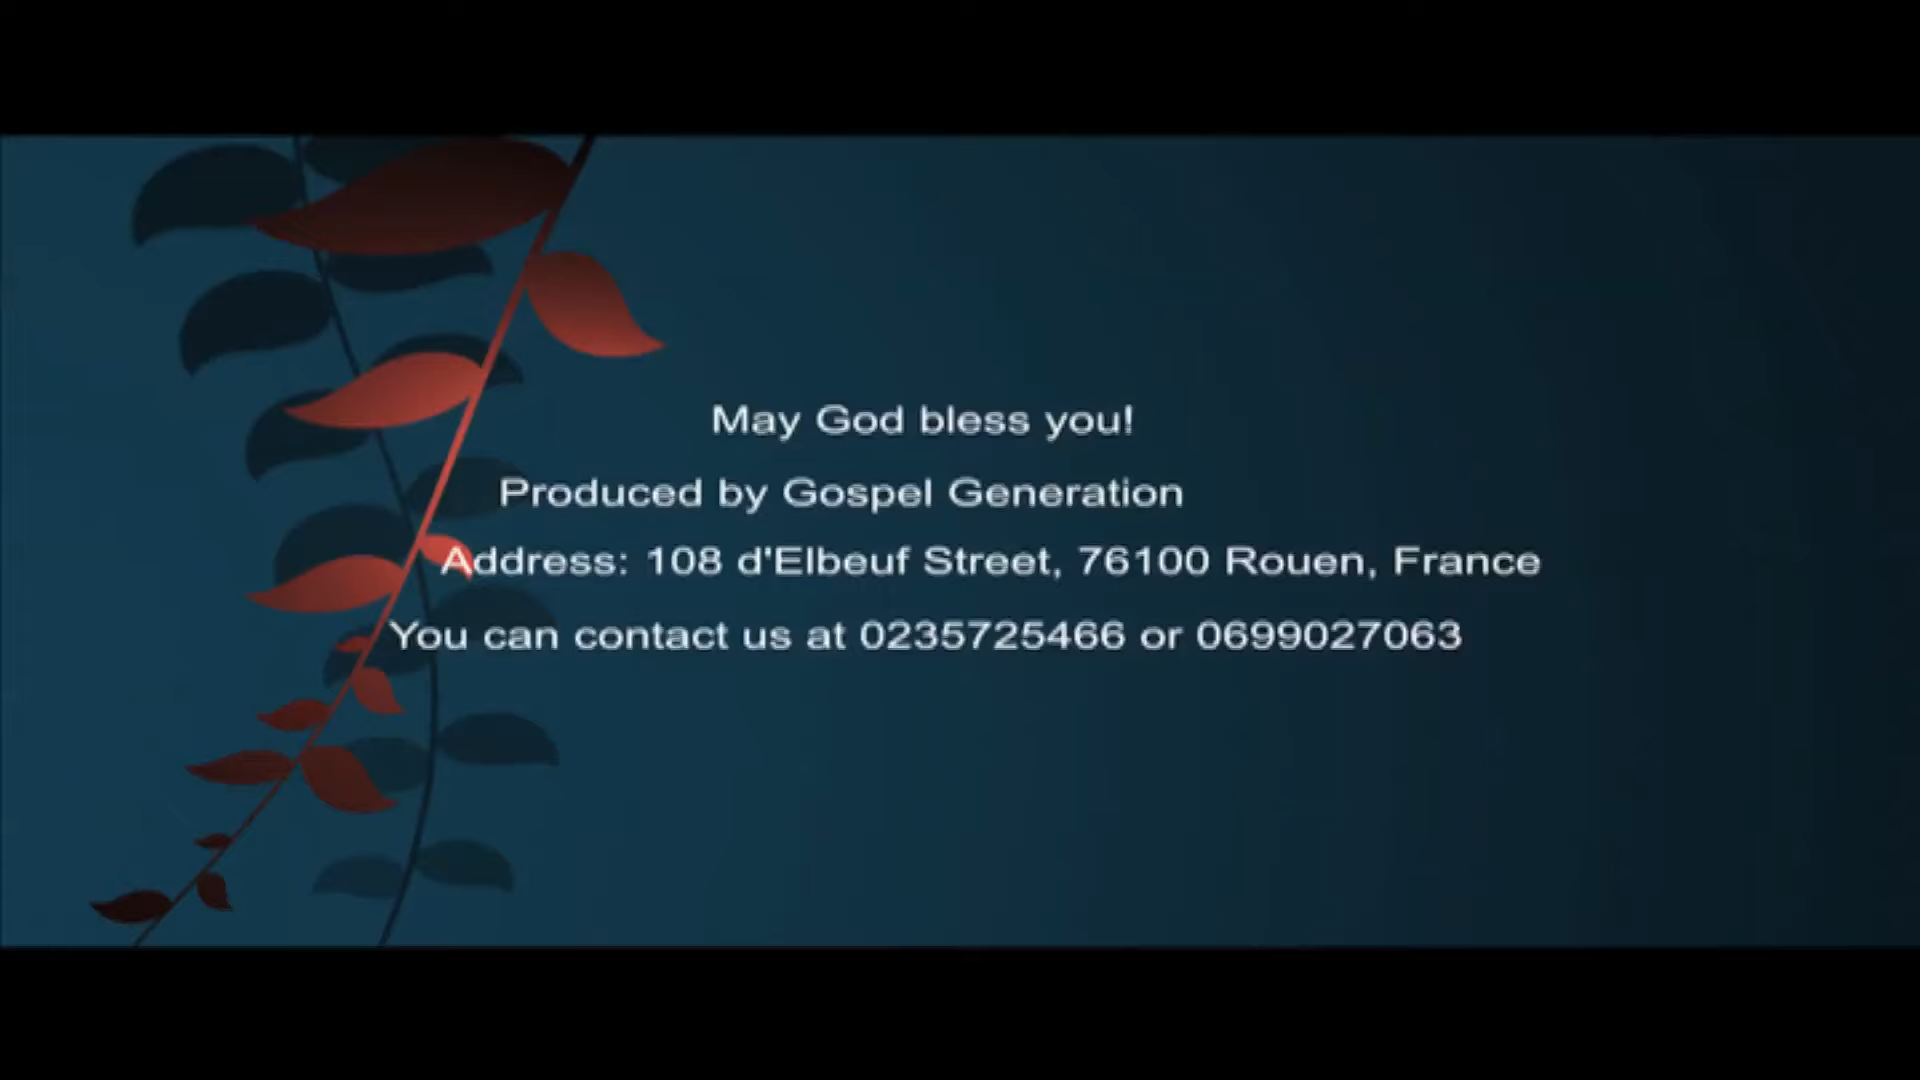 May God bless you!
Produced by Gospel Generation
Address: 108 d'Elbeuf Street, 76100 Rouen, France
You can contact us at 0235725466 or 0699027063